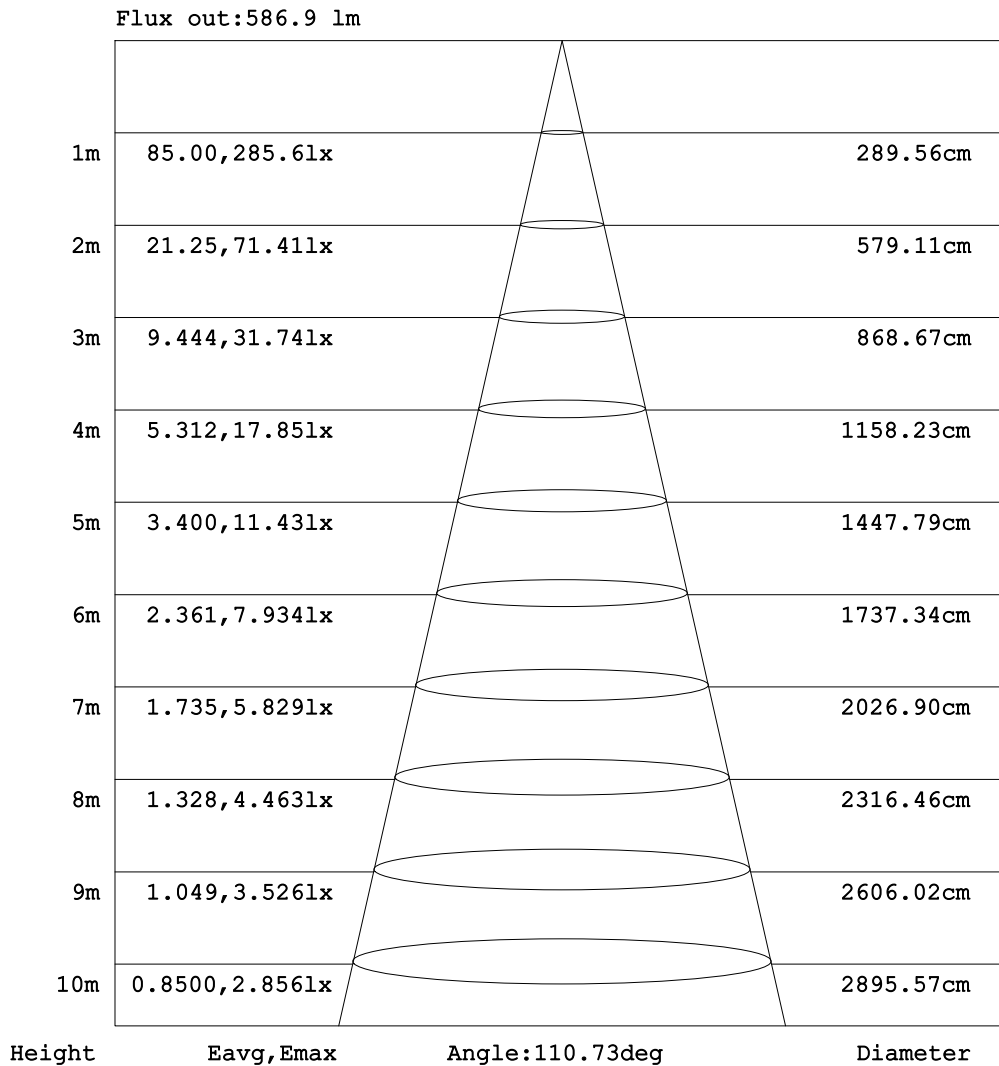 Flux out:586.9 lm
1m 85.00,285.6lx 289.56cm
2m 21.25,71.41lx 579.11cm
3m 9.444,31.74lx 868.67cm
4m 5.312,17.85lx 1158.23cm
5m 3.400,11.43lx 1447.79cm
6m 2.361,7.934lx 1737.34cm
7m 1.735,5.829lx 2026.90cm
8m 1.328,4.463lx 2316.46cm
9m 1.049,3.526lx 2606.02cm
10m 0.8500,2.856lx 2895.57cm
Height Eavg,Emax Angle:110.73deg Diameter